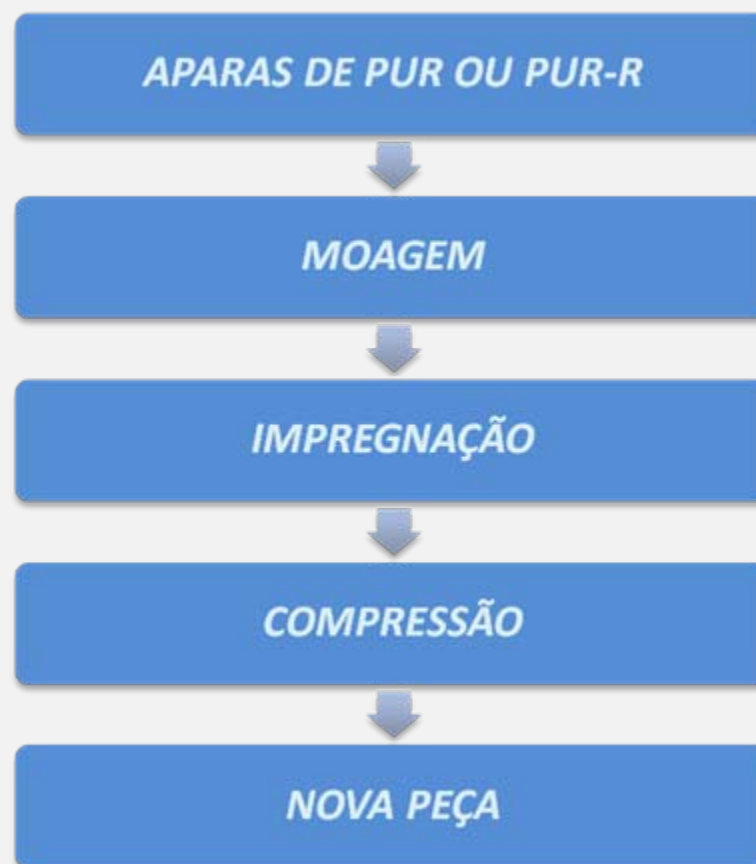 APARAS DE PUR OU PUR-R
MOAGEM
IMPREGNAÇÃO
COMPRESSÃO
NOVA PEÇA